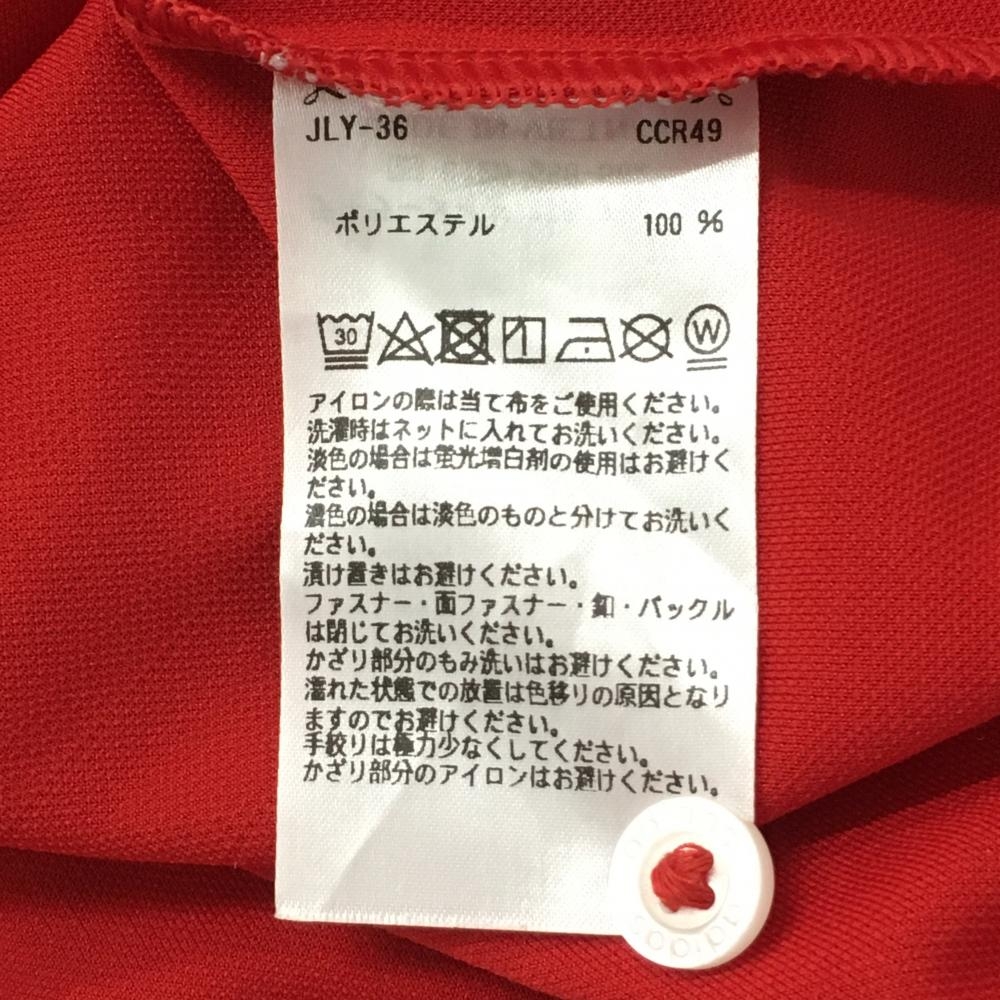 JLY-36 CCR49
ポリエステル 100 %
30 W
アイロンの際は当て布をご使用ください。
洗濯時はネットに入れてお洗いください。
淡色の場合は蛍光増白剤の使用はお避けく
ださい。
濃色の場合は淡色のものと分けてお洗いく
ださい。
漬け置きはお避けください。
ファスナー・面ファスナー・釦・バックル
は閉じてお洗いください。
かざり部分のもみ洗いはお避けください。
濡れた状態での放置は色移りの原因となり
ますのでお避けください。
手絞りは極力少なくしてください。
かざり部分のアイロンはお避けください。
adidas